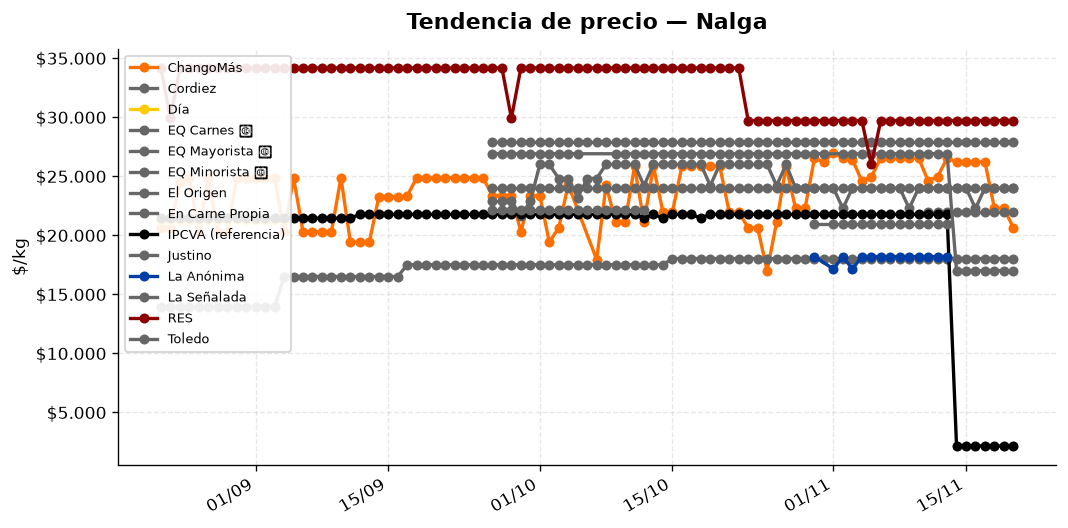 Tendencia de precio — Nalga
$/kg
$35.000
$30.000
$25.000
$20.000
$15.000
$10.000
$5.000
ChangoMás
Cordiez
Día
EQ Carnes
EQ Mayorista
EQ Minorista
El Origen
En Carne Propia
IPCVA (referencia)
Justino
La Anónima
La Señalada
RES
Toledo
01/09
15/09
01/10
15/10
01/11
15/11